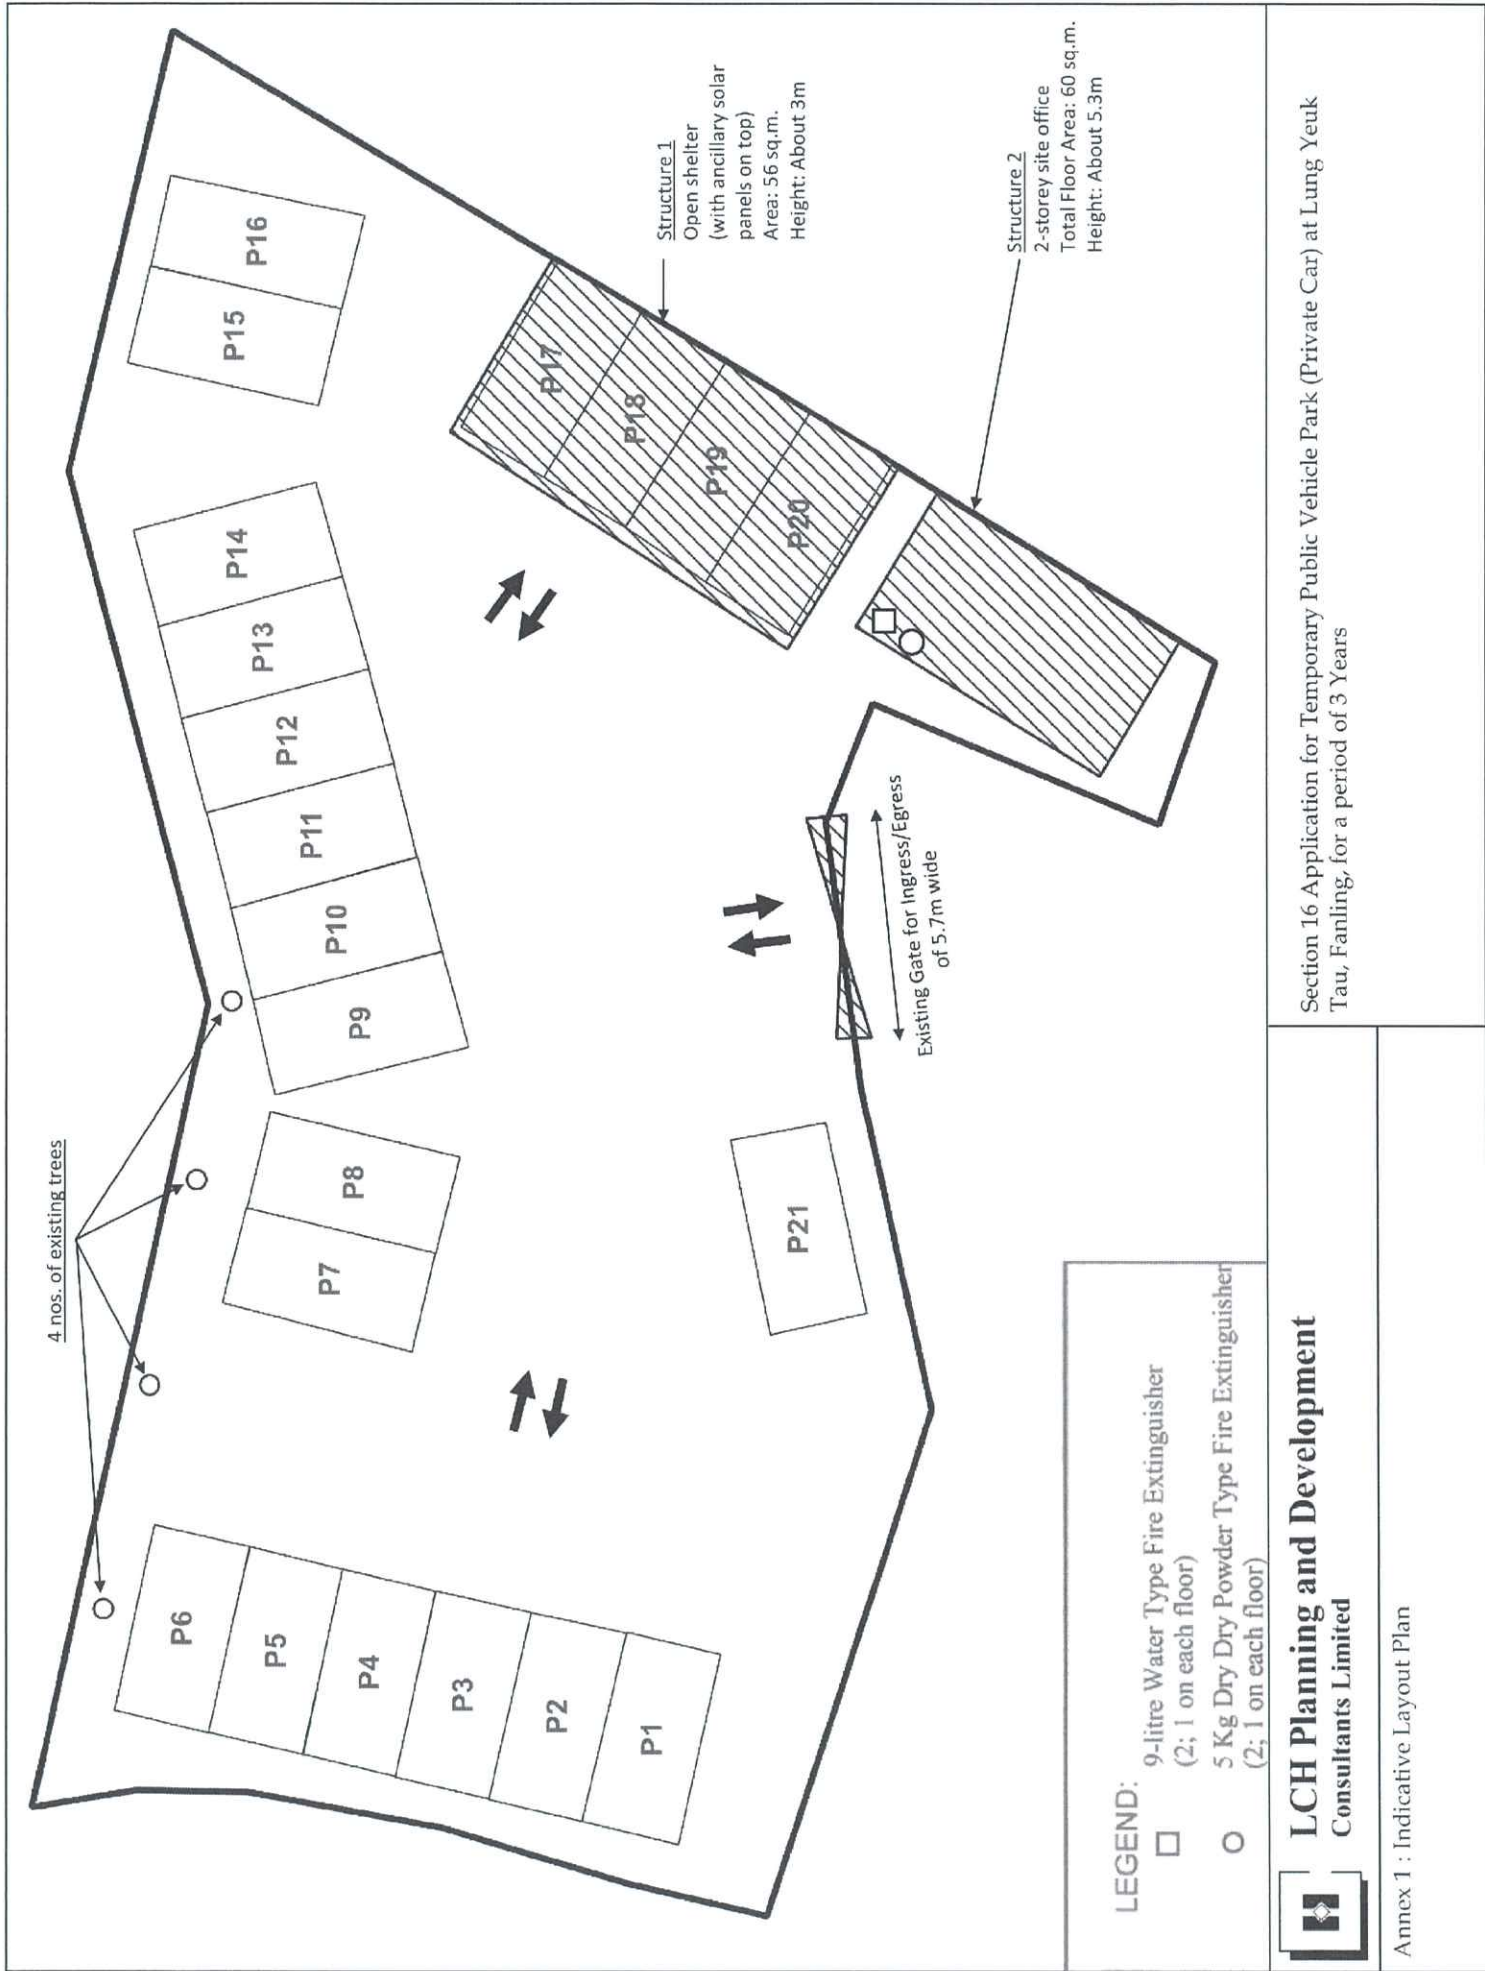 4 nos. of existing trees
P1
P2
P3
P4
P5
P6
P7
P8
P9
P10
P11
P12
P13
P14
P15
P16
P17
P18
P19
P20
P21
Structure 1
Open shelter
(with ancillary solar
panels on top)
Area: 56 sq.m.
Height: About 3m
Structure 2
2-storey site office
Total Floor Area: 60 sq.m.
Height: About 5.3m
Existing Gate for Ingress/Egress
of 5.7m wide
LEGEND:
9-litre Water Type Fire Extinguisher
(2; 1 on each floor)
5 Kg Dry Dry Powder Type Fire Extinguisher
(2; 1 on each floor)
LCH Planning and Development
Consultants Limited
Annex 1 : Indicative Layout Plan
Section 16 Application for Temporary Public Vehicle Park (Private Car) at Lung Yeuk
Tau, Fanling, for a period of 3 Years